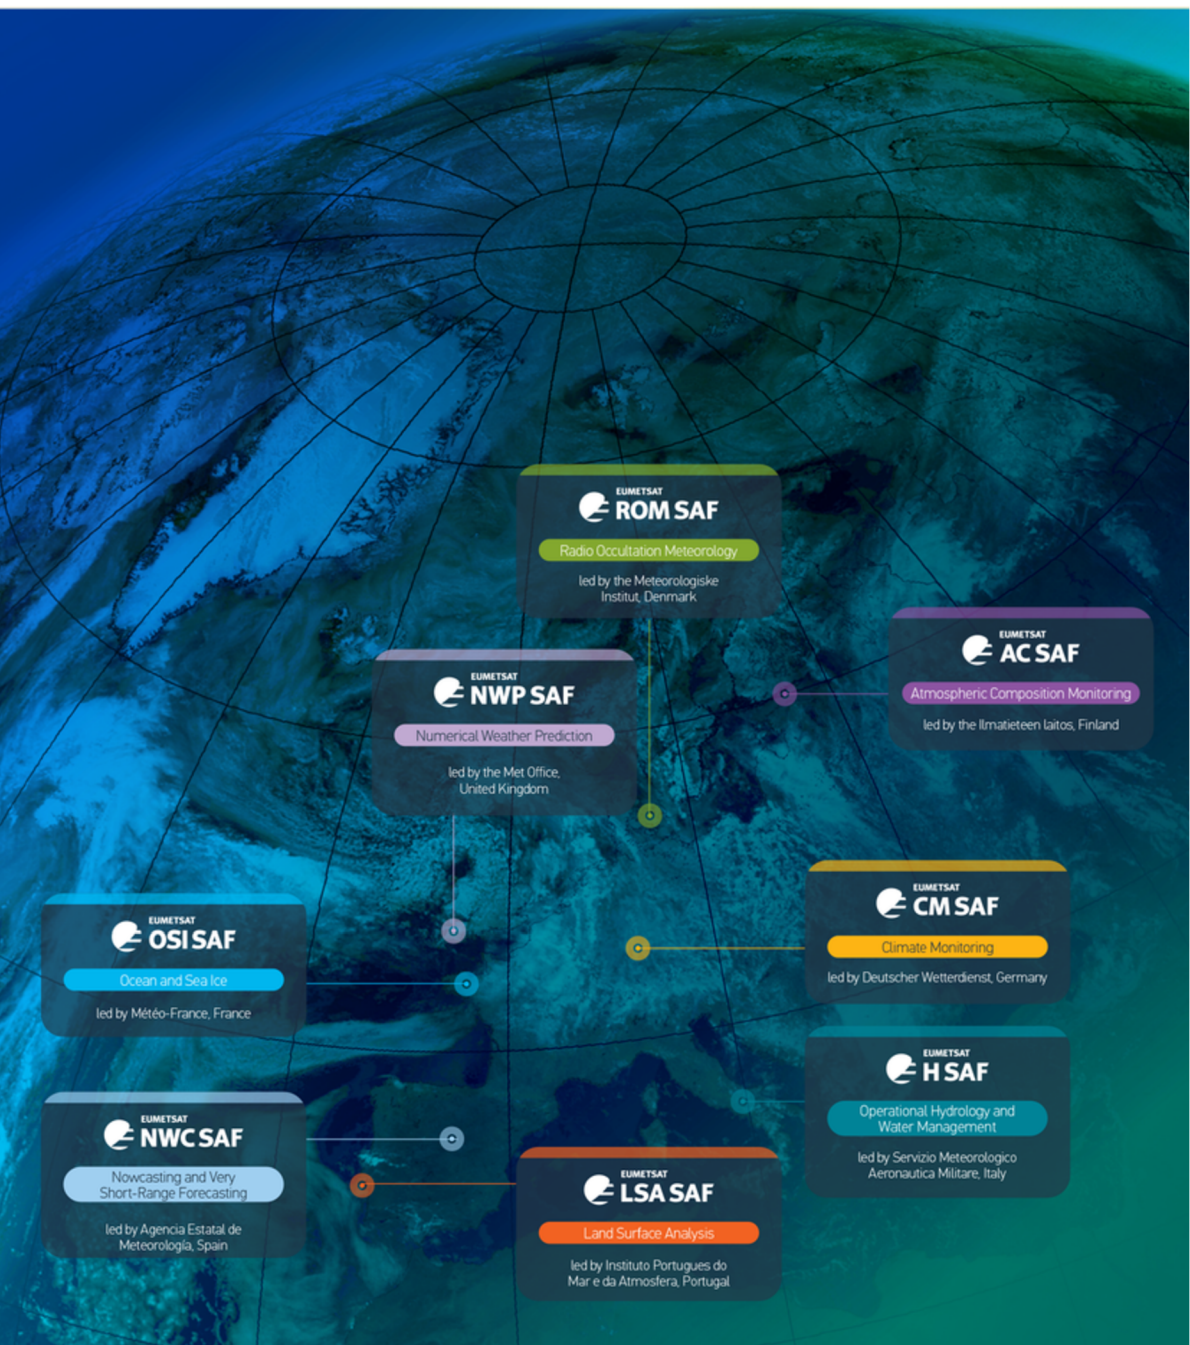 EUMETSAT
ROM SAF
Radio Occultation Meteorology
led by the Meteorologiske
Institut, Denmark
EUMETSAT
AC SAF
Atmospheric Composition Monitoring
led by the Ilmatieteen laitos, Finland
EUMETSAT
NWP SAF
Numerical Weather Prediction
led by the Met Office,
United Kingdom
EUMETSAT
CM SAF
Climate Monitoring
led by Deutscher Wetterdienst, Germany
EUMETSAT
OSI SAF
Ocean and Sea Ice
led by Météo-France, France
EUMETSAT
H SAF
Operational Hydrology and
Water Management
led by Servizio Meteorologico
Aeronautica Militare, Italy
EUMETSAT
NWC SAF
Nowcasting and Very
Short-Range Forecasting
led by Agencia Estatal de
Meteorología, Spain
EUMETSAT
LSA SAF
Land Surface Analysis
led by Instituto Portugues do
Mar e da Atmosfera, Portugal